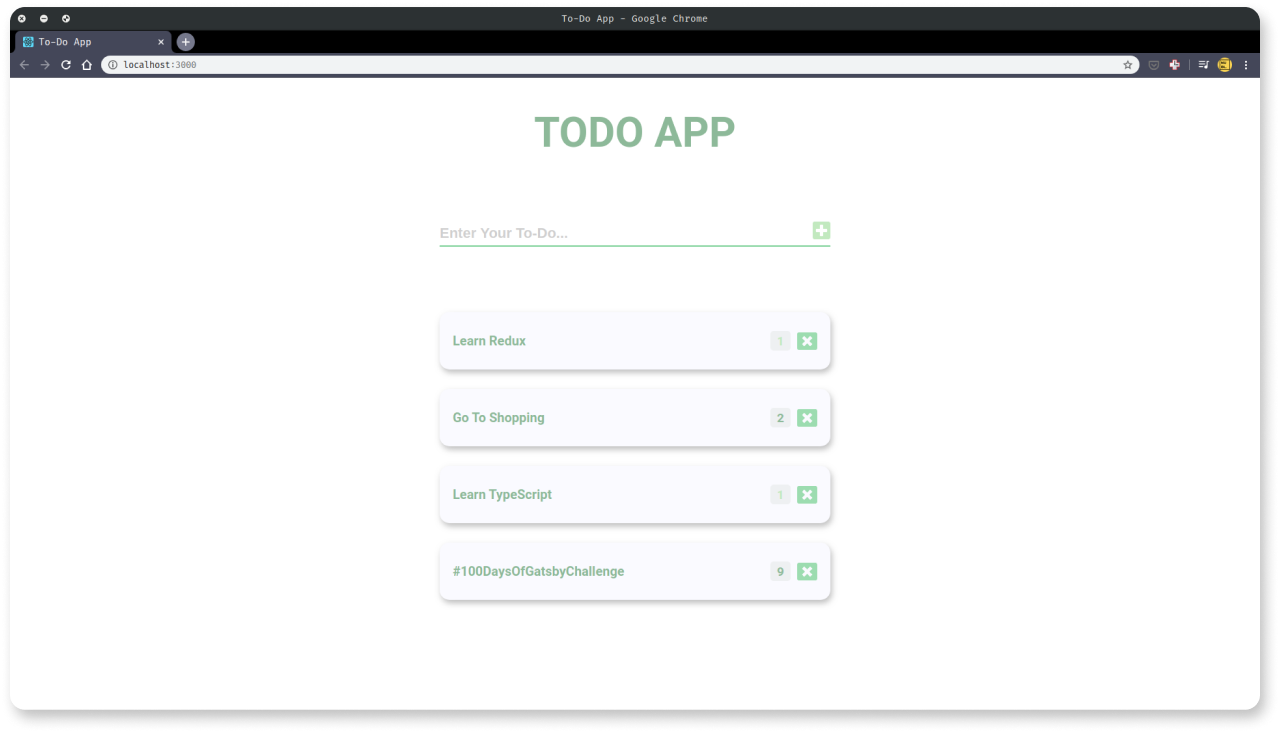 To-Do App - Google Chrome
To-Do App
localhost:3000
TODO APP
Enter Your To-Do...
Learn Redux 1
Go To Shopping 2
Learn TypeScript 1
#100DaysOfGatsbyChallenge 9